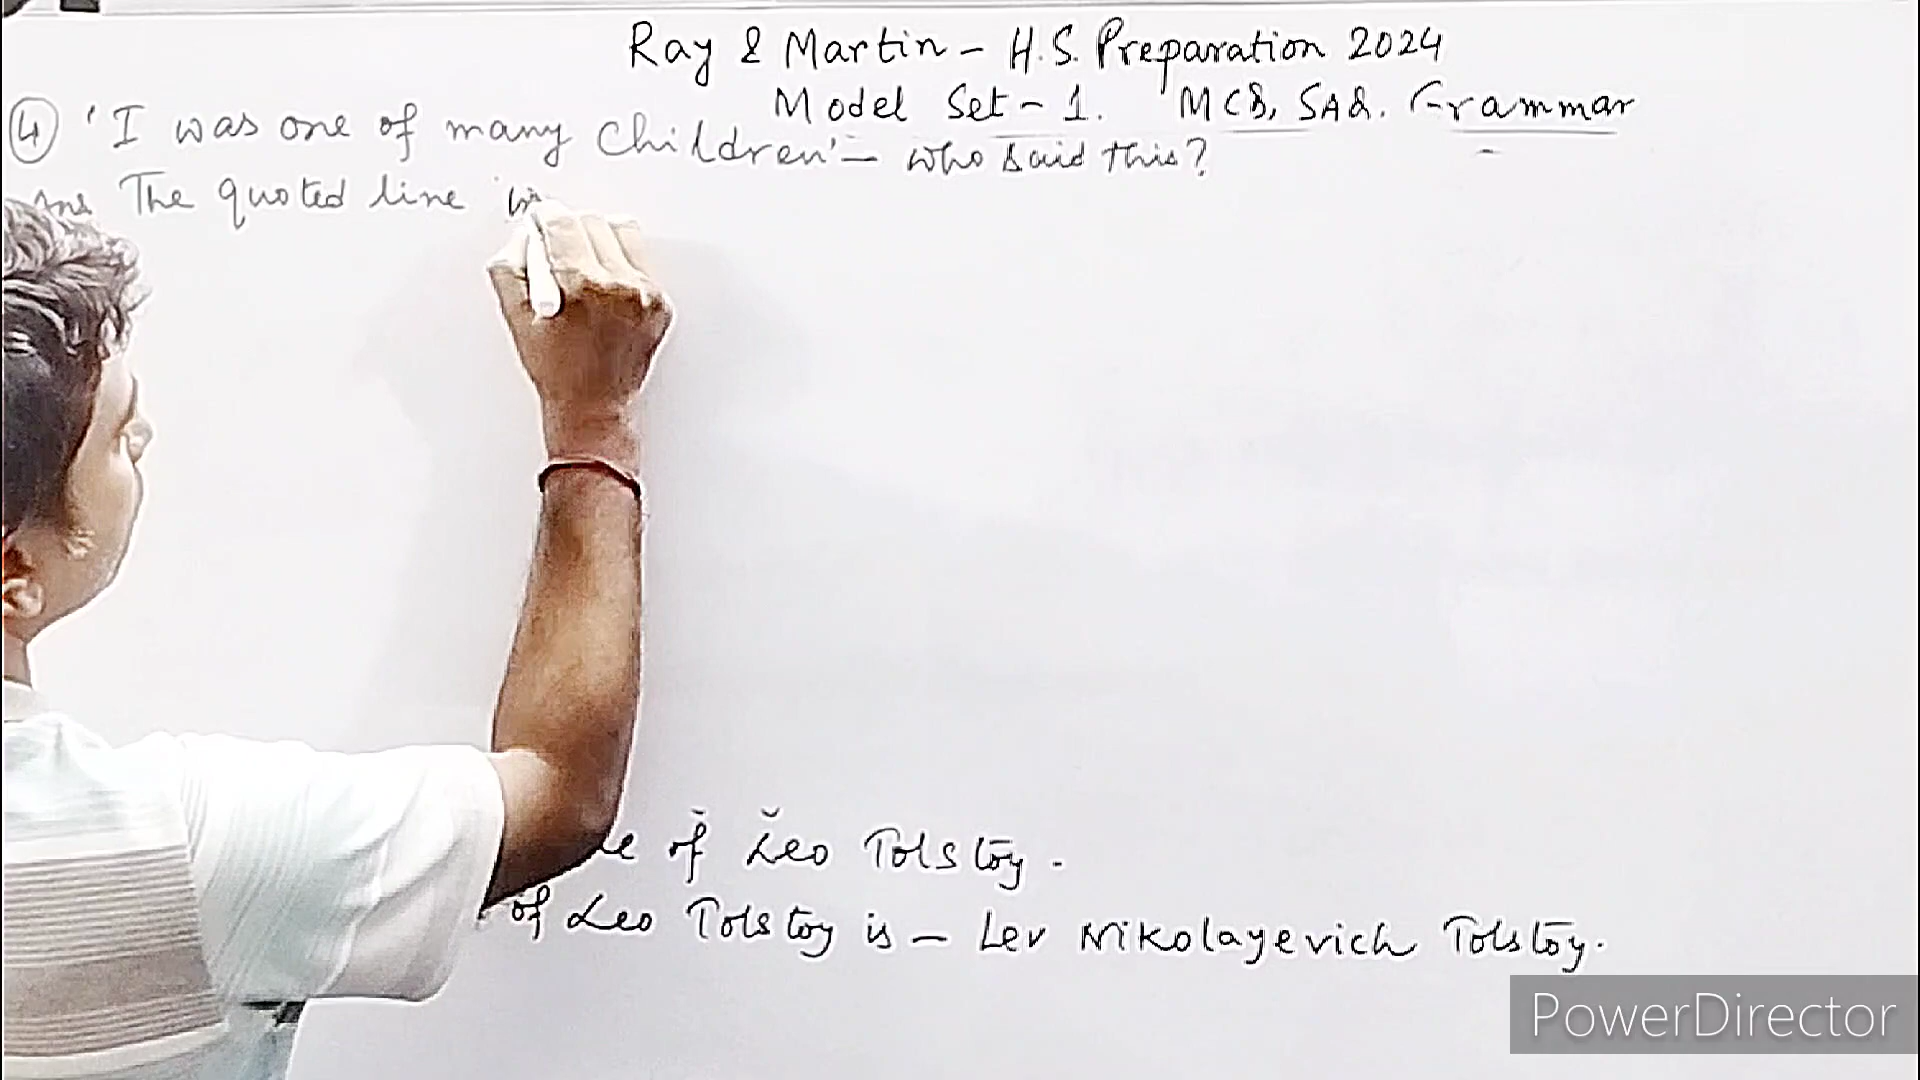 Ray & Martin - H.S. Preparation 2024
Model Set - 1. MCQ, SAQ. Grammar
④ 'I was one of many children' - who said this?
Ans The quoted line
of Leo Tolstoy.
of Leo Tolstoy is - Lev Nikolayevich Tolstoy.
PowerDirector